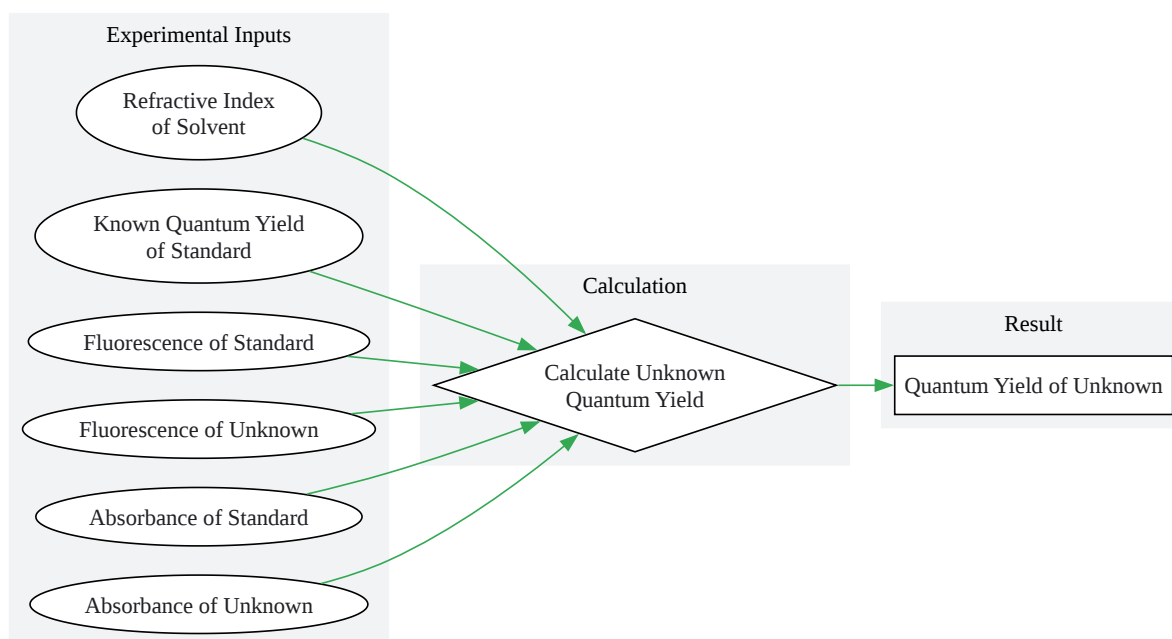 Experimental Inputs
Refractive Index
of Solvent
Known Quantum Yield
of Standard
Fluorescence of Standard
Fluorescence of Unknown
Absorbance of Standard
Absorbance of Unknown
Calculation
Calculate Unknown
Quantum Yield
Result
Quantum Yield of Unknown